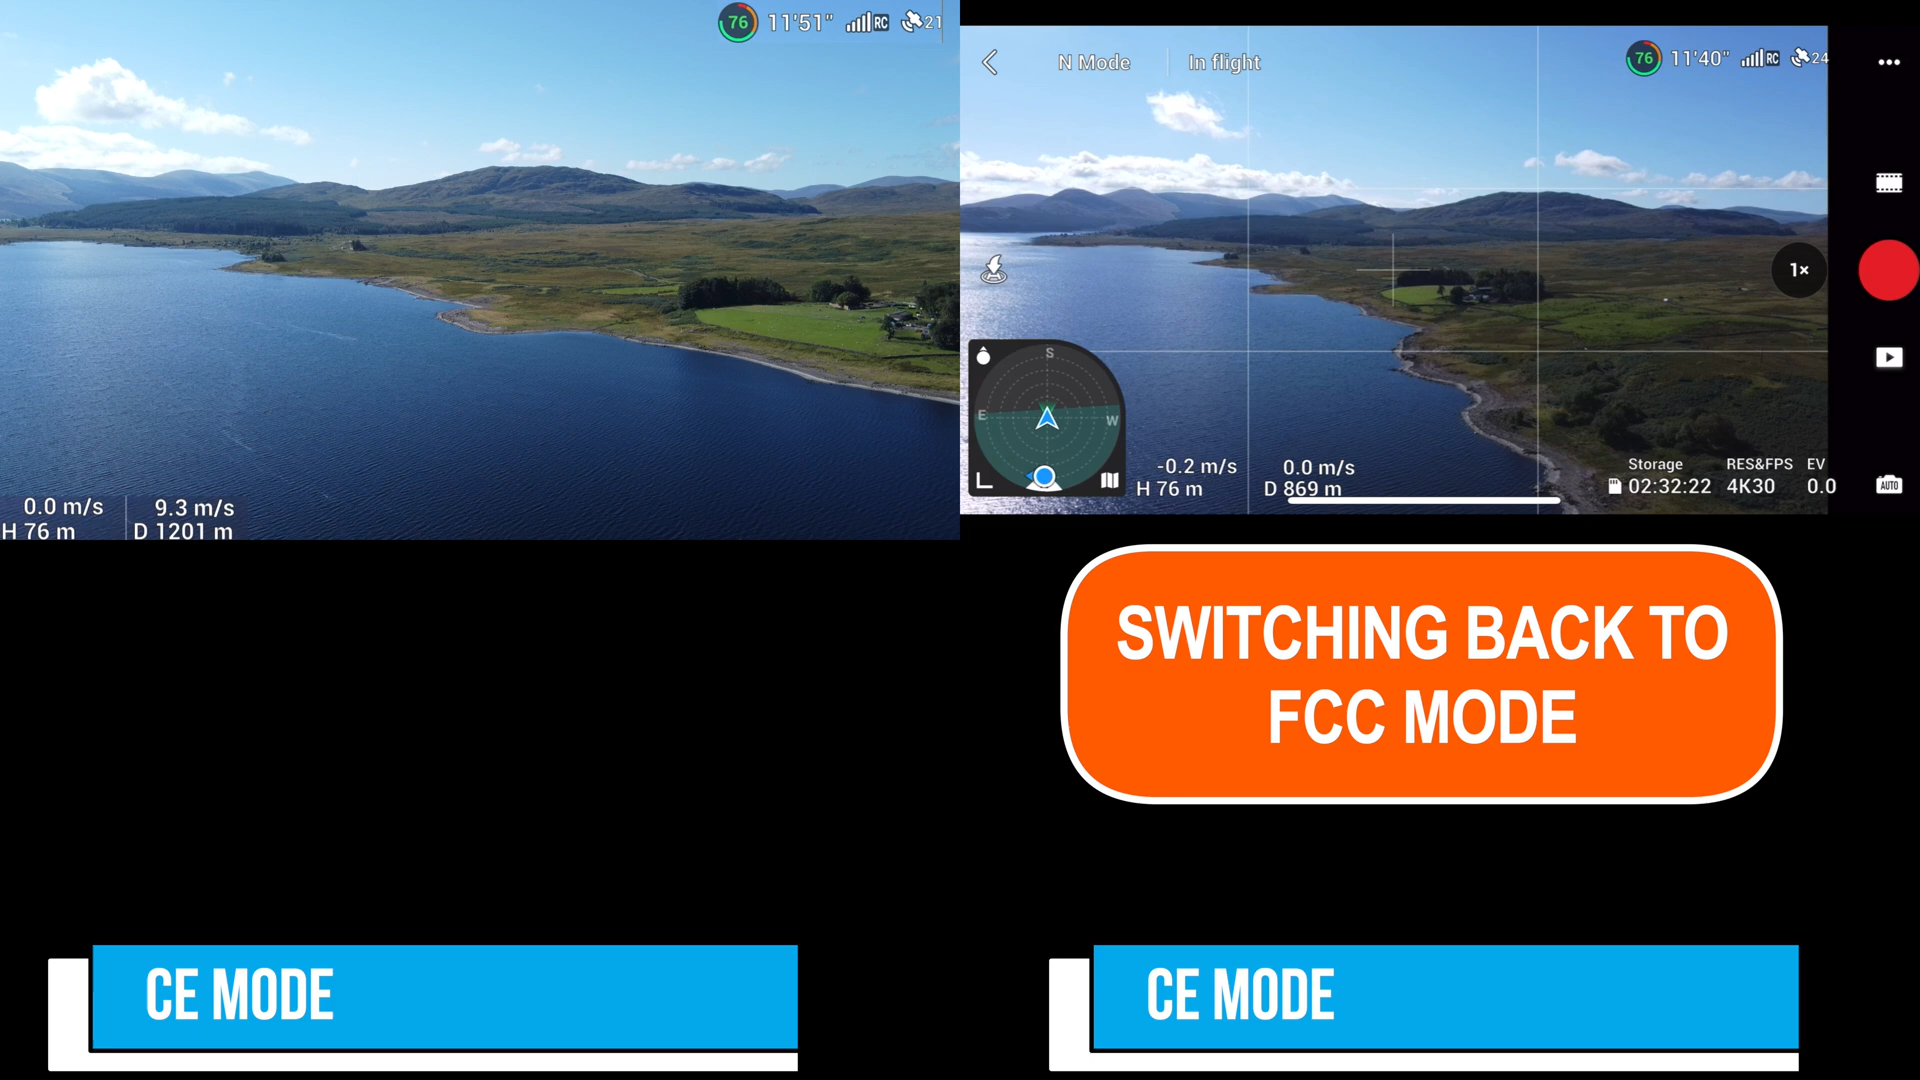 76 11'51" RC 21
0.0 m/s 9.3 m/s
H 76 m D 1201 m
N Mode In flight 76 11'40" RC 24
1×
S
E W
-0.2 m/s 0.0 m/s
H 76 m D 869 m
Storage RES&FPS EV
02:32:22 4K30 0.0
AUTO
SWITCHING BACK TO
FCC MODE
CE MODE
CE MODE